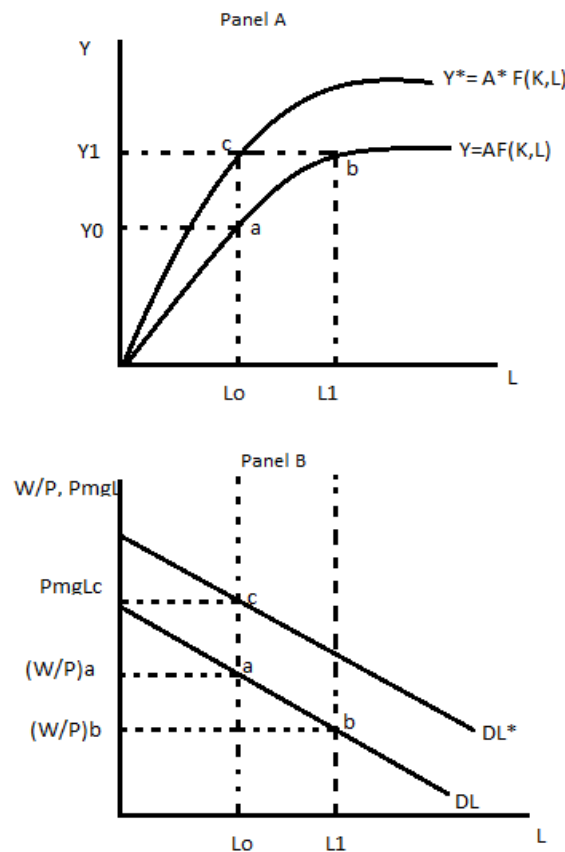 Panel A
Y
Y*= A* F(K,L)
Y1
c
b
Y=AF(K,L)
Y0
a
Lo
L1
L
Panel B
W/P, PmgL
PmgLc
c
(W/P)a
a
(W/P)b
b
DL*
DL
Lo
L1
L